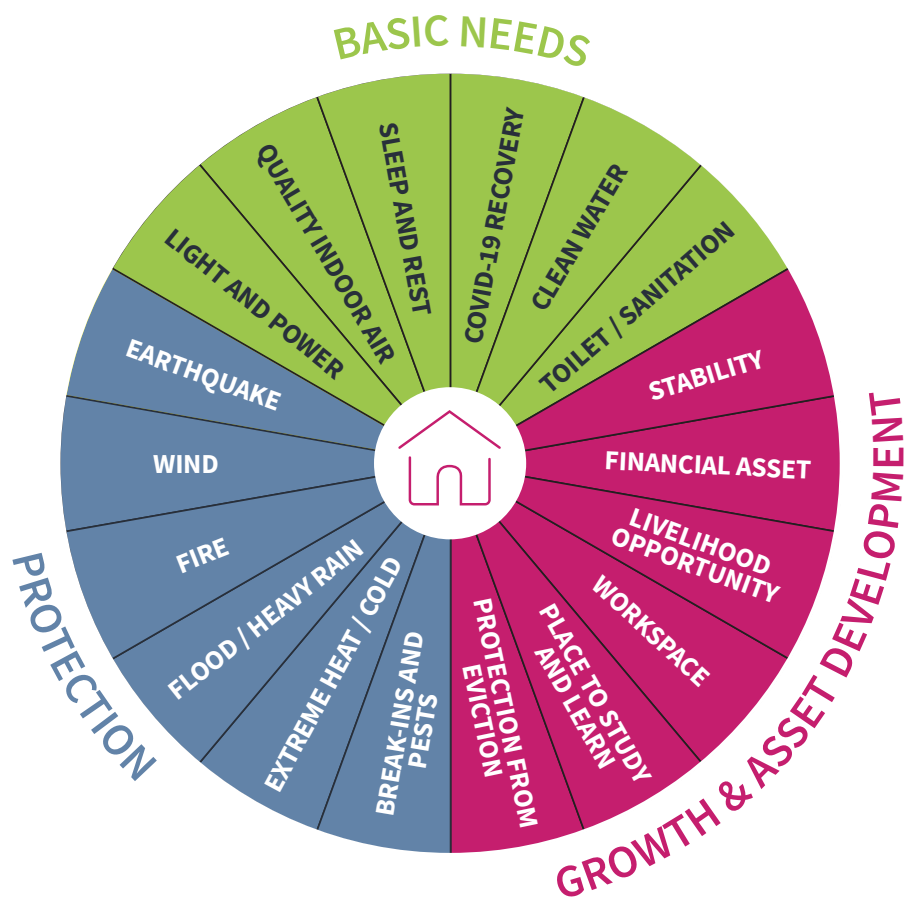 BASIC NEEDS
LIGHT AND POWER
QUALITY INDOOR AIR
SLEEP AND REST
COVID-19 RECOVERY
CLEAN WATER
TOILET / SANITATION
GROWTH & ASSET DEVELOPMENT
STABILITY
FINANCIAL ASSET
LIVELIHOOD
OPPORTUNITY
WORKSPACE
PLACE TO STUDY
AND LEARN
PROTECTION FROM
EVICTION
PROTECTION
BREAK-INS AND
PESTS
EXTREME HEAT / COLD
FLOOD / HEAVY RAIN
FIRE
WIND
EARTHQUAKE